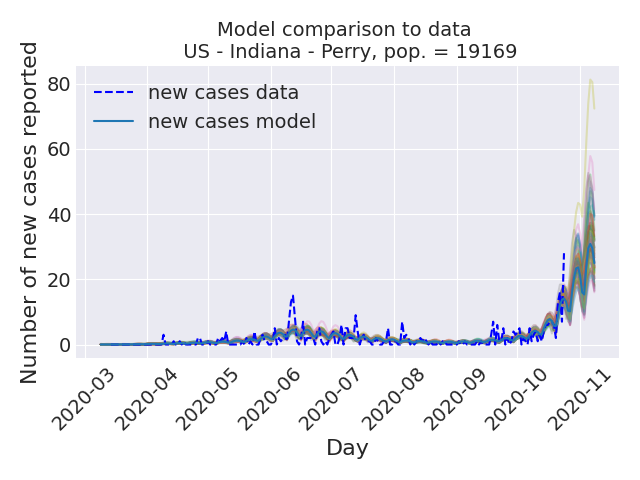 Model comparison to data
US - Indiana - Perry, pop. = 19169
Number of new cases reported
80
60
40
20
0
new cases data
new cases model
2020-03
2020-04
2020-05
2020-06
2020-07
2020-08
2020-09
2020-10
2020-11
Day